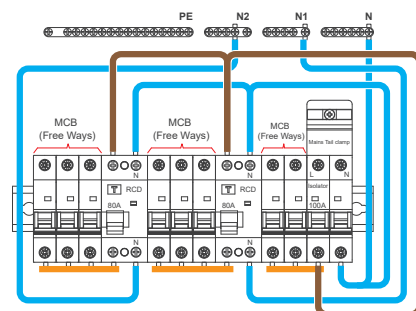 PE N2 N1 N
MCB
(Free Ways)
MCB
(Free Ways)
MCB
(Free Ways)
Mains Tail clamp
N N L N
T RCD T RCD Isolator
80A 80A 100A
N N